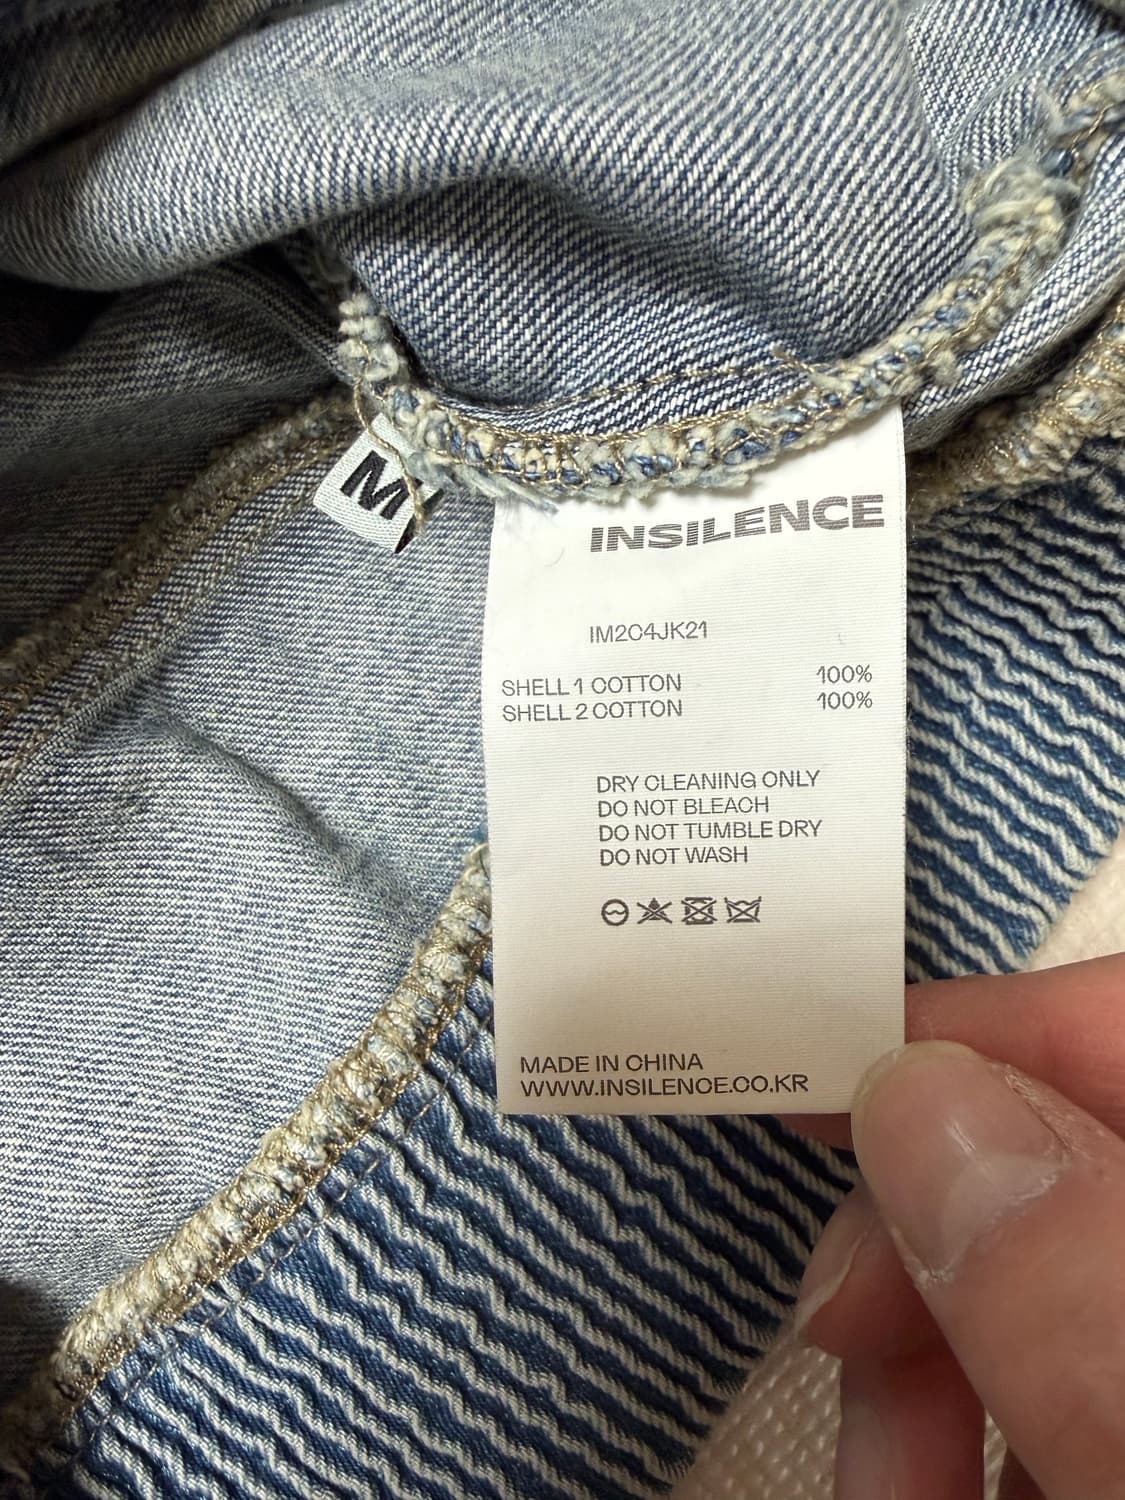 M
INSILENCE
IM2C4JK21
SHELL 1 COTTON 100%
SHELL 2 COTTON 100%
DRY CLEANING ONLY
DO NOT BLEACH
DO NOT TUMBLE DRY
DO NOT WASH
MADE IN CHINA
WWW.INSILENCE.CO.KR